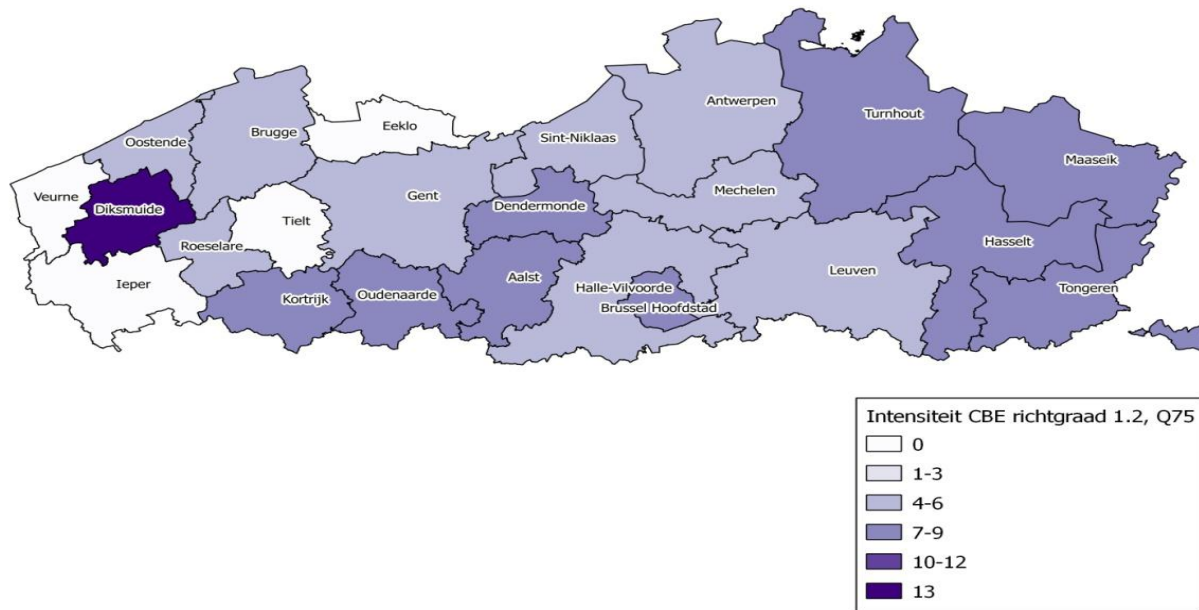 Antwerpen
Turnhout
Eeklo
Oostende
Brugge
Sint-Niklaas
Maaseik
Veurne
Gent
Mechelen
Diksmuide
Dendermonde
Tielt
Roeselare
Hasselt
Ieper
Aalst
Leuven
Kortrijk
Oudenaarde
Halle-Vilvoorde
Tongeren
Brussel Hoofdstad
Intensiteit CBE richtgraad 1.2, Q75
0
1-3
4-6
7-9
10-12
13